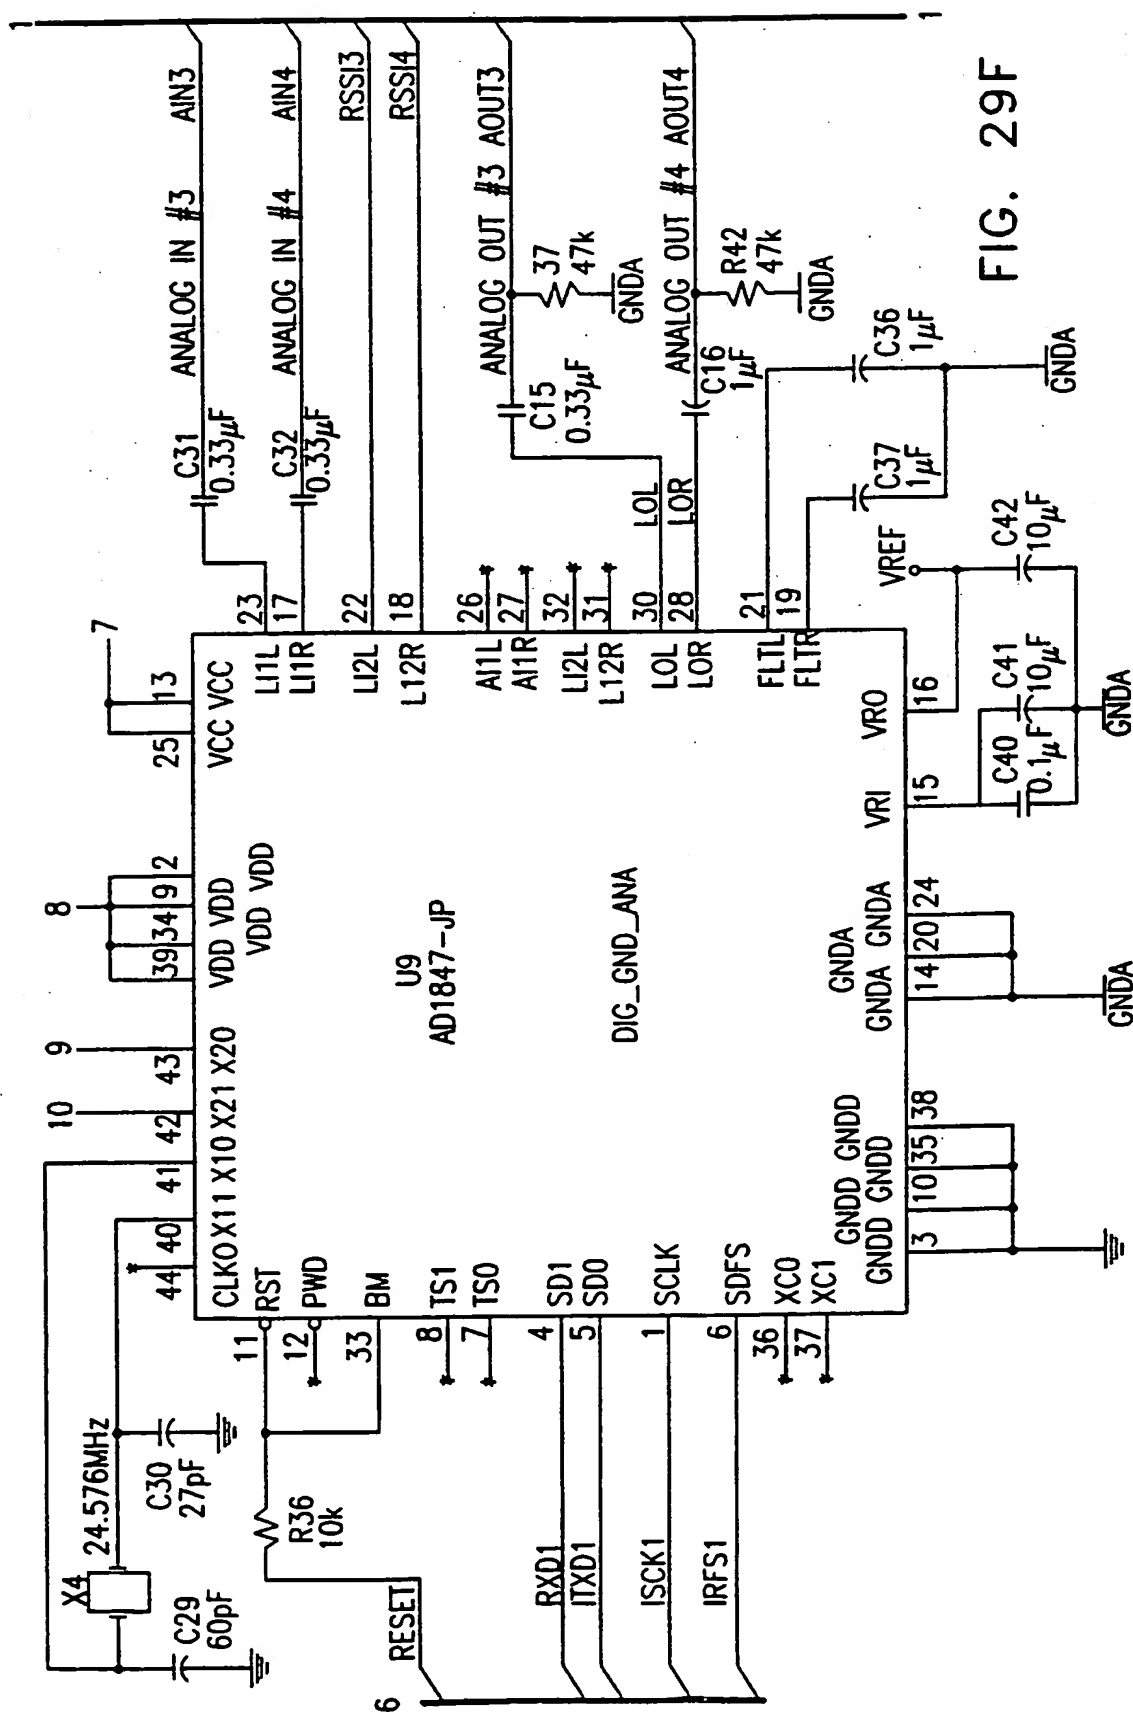 1
AIN3
ANALOG IN #3
C31
0.33µF
AIN4
ANALOG IN #4
C32
0.33µF
RSSI3
RSSI4
ANALOG OUT #3 AOUT3
37
47k
GNDA
C15
0.33µF
ANALOG OUT #4 AOUT4
R42
47k
GNDA
C16
1µF
1
FIG. 29F
C36
1µF
C37
1µF
GNDA
LOL
LOR
VREF
C42
10µF
C41
10µF
C40
0.1µF
GNDA
23
17
22
18
26
27
32
31
30
28
21
19
LI1L
LI1R
LI2L
L12R
AI1L
AI1R
LI2L
L12R
LOL
LOR
FLTL
FLTR
7
13
25
VCC VCC
8
2
9
34
39
VDD VDD
VDD VDD
9
43
10
42
41
40
44
CLKO X11 X10 X21 X20
U9
AD1847-JP
DIG_GND_ANA
VRO
16
VRI
15
GNDA
GNDA GNDA
24
20
14
GNDA
GNDD GNDD
GNDD GNDD
38
35
10
3
RST
PWD
BM
TS1
TS0
SD1
SD0
SCLK
SDFS
XC0
XC1
11
12
33
8
7
4
5
1
6
36
37
X4
24.576MHz
C30
27pF
C29
60pF
R36
10k
RESET
RXD1
ITXD1
ISCK1
IRFS1
6